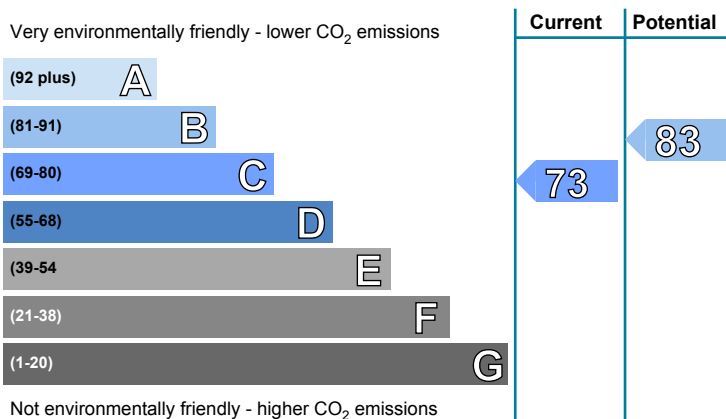 Very environmentally friendly - lower CO2 emissions
Current
Potential
(92 plus) A
(81-91) B
83
(69-80) C
73
(55-68) D
(39-54 E
(21-38) F
(1-20) G
Not environmentally friendly - higher CO2 emissions